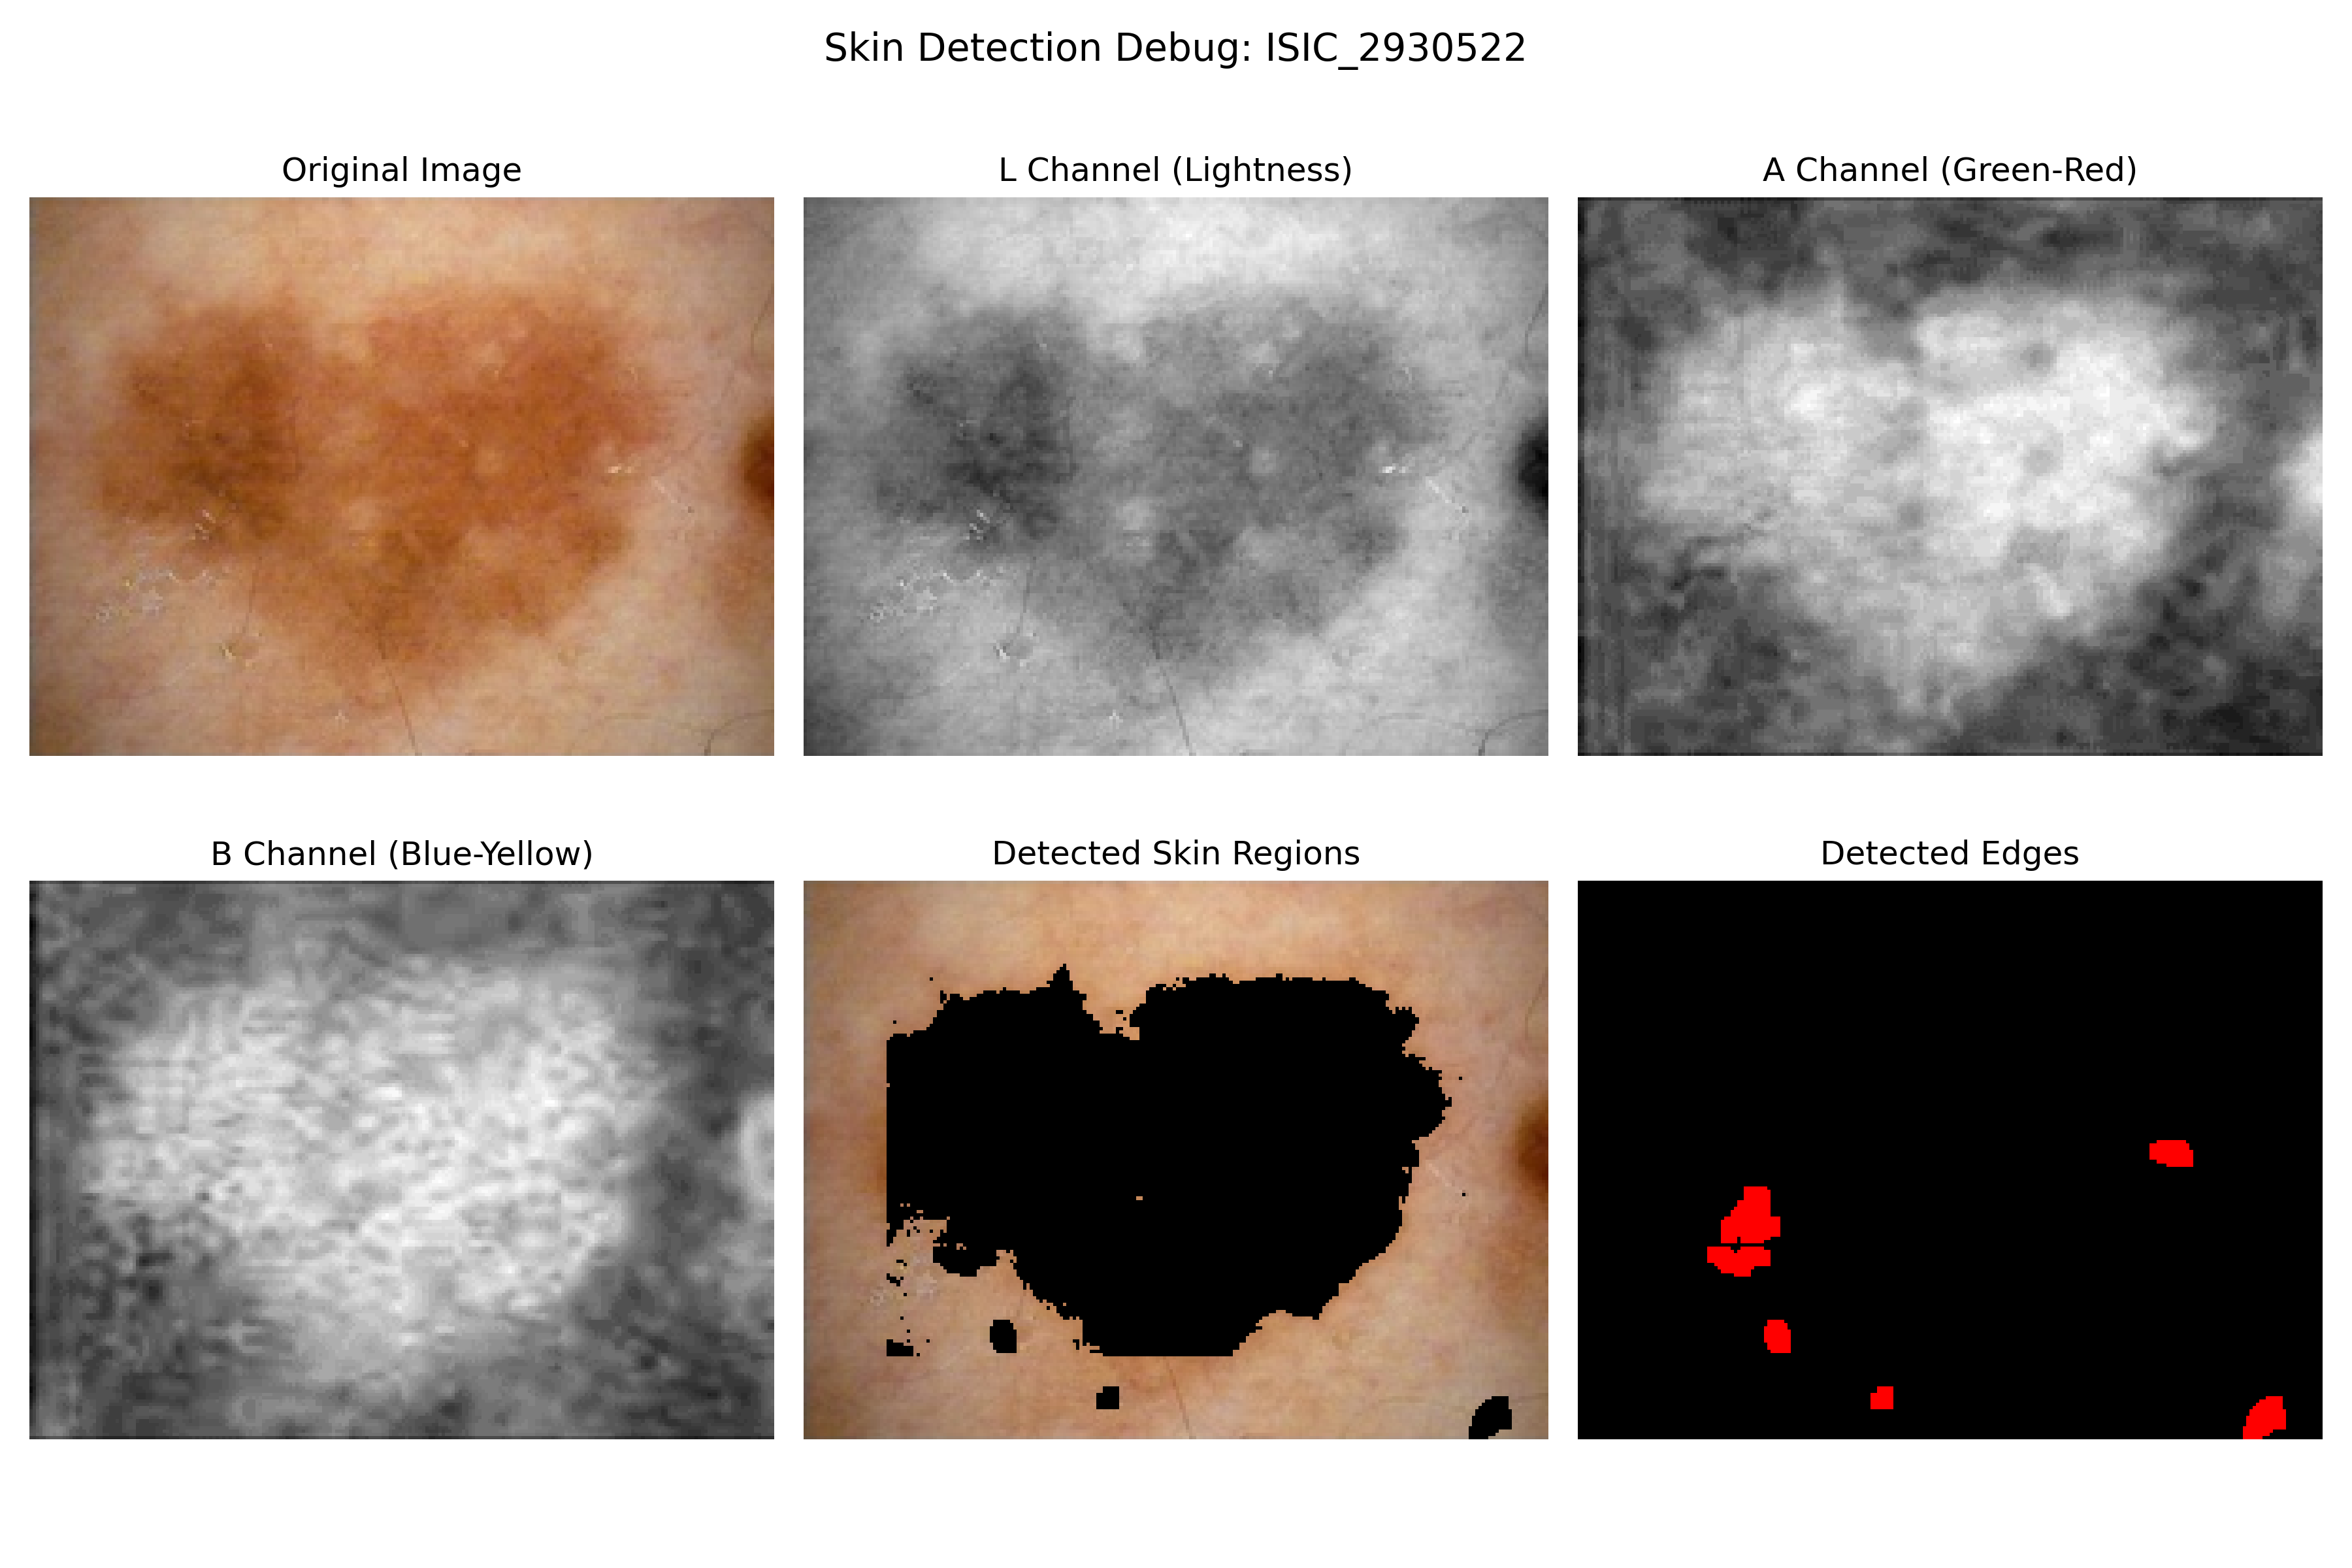 Skin Detection Debug: ISIC_2930522
Original Image
L Channel (Lightness)
A Channel (Green-Red)
B Channel (Blue-Yellow)
Detected Skin Regions
Detected Edges